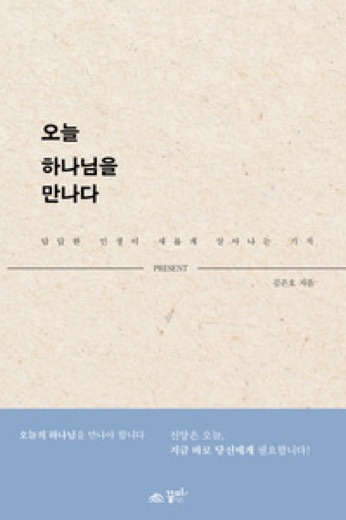 오늘
하나님을
만나다
답답한 인생이 새롭게 살아나는 기적
PRESENT
김은호 지음
오늘의 하나님을 만나야 합니다
신앙은 오늘,
지금 바로 당신에게 필요합니다!
꿈미